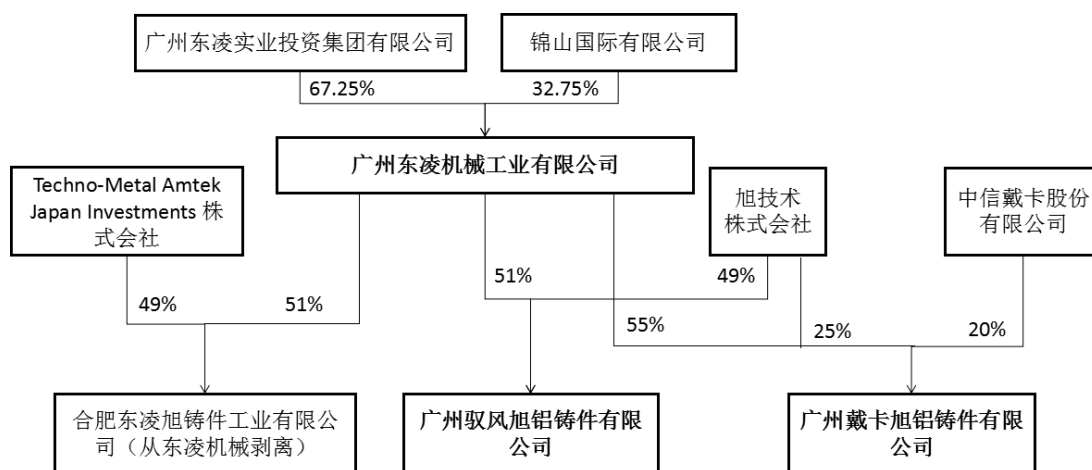 广州东凌实业投资集团有限公司
锦山国际有限公司
67.25%
32.75%
广州东凌机械工业有限公司
Techno-Metal Amtek
Japan Investments 株
式会社
旭技术
株式会社
中信戴卡股份
有限公司
49%
51%
51%
49%
55%
25%
20%
合肥东凌旭铸件工业有限公
司（从东凌机械剥离）
广州驭风旭铝铸件有限
公司
广州戴卡旭铝铸件有限
公司